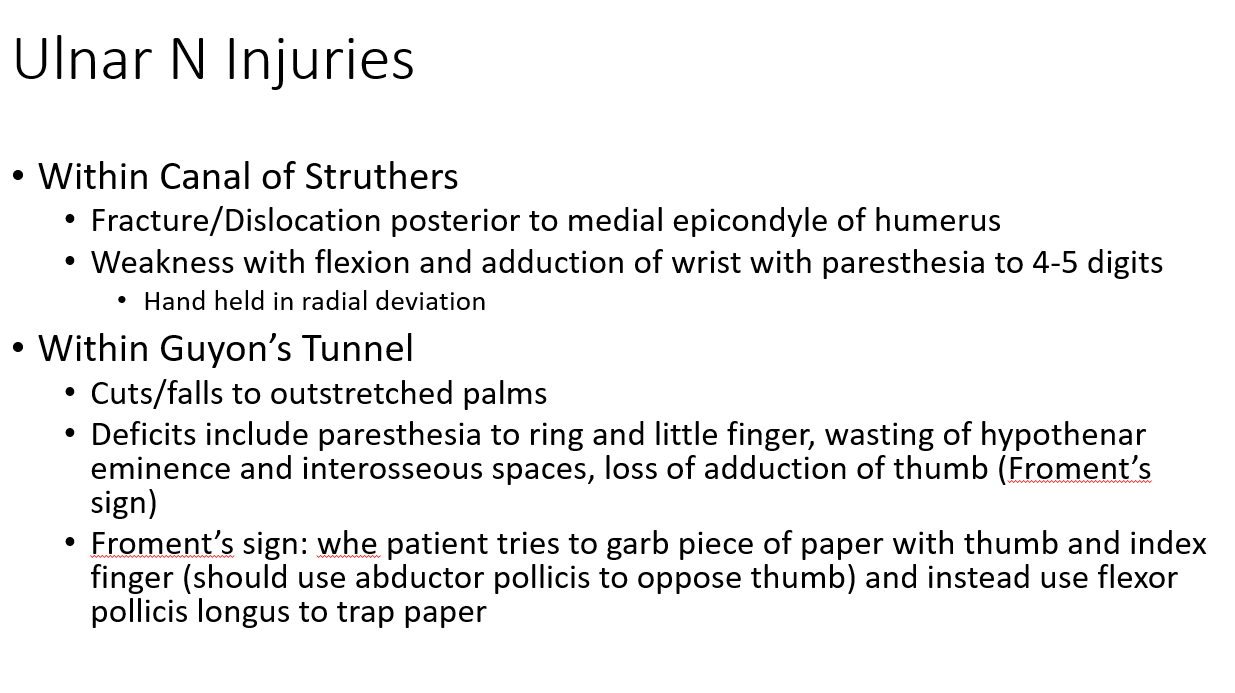 Ulnar N Injuries
• Within Canal of Struthers
• Fracture/Dislocation posterior to medial epicondyle of humerus
• Weakness with flexion and adduction of wrist with paresthesia to 4-5 digits
• Hand held in radial deviation
• Within Guyon’s Tunnel
• Cuts/falls to outstretched palms
• Deficits include paresthesia to ring and little finger, wasting of hypothenar
eminence and interosseous spaces, loss of adduction of thumb (Froment’s
sign)
• Froment’s sign: whe patient tries to garb piece of paper with thumb and index
finger (should use abductor pollicis to oppose thumb) and instead use flexor
pollicis longus to trap paper